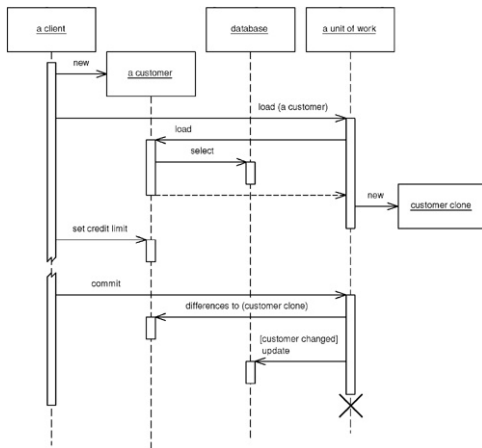 a client
database
a unit of work
new
a customer
load (a customer)
load
select
new
customer clone
set credit limit
commit
differences to (customer clone)
[customer changed]
update